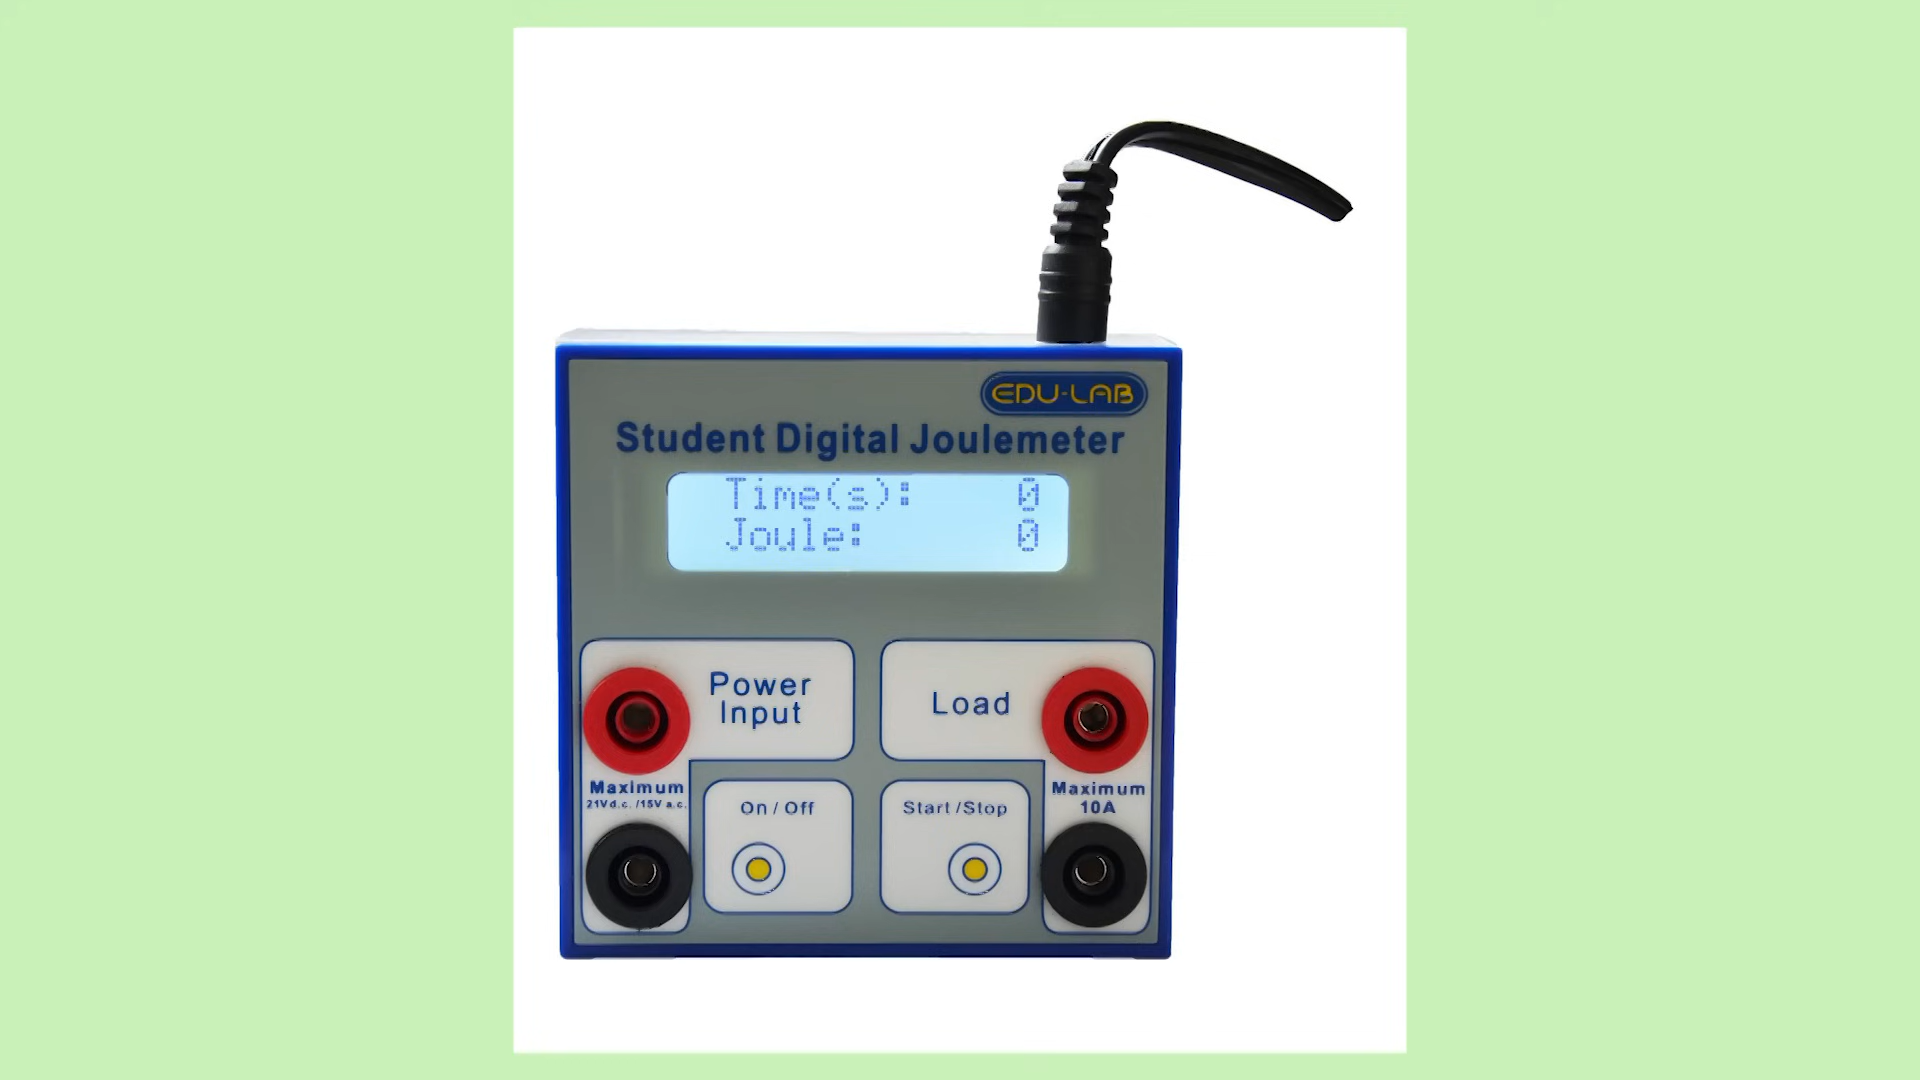 EDU-LAB
Student Digital Joulemeter
Time(s): 0
Joule: 0
Power
Input
Load
Maximum
21V d.c. /15V a.c.
On / Off
Start /Stop
Maximum
10A